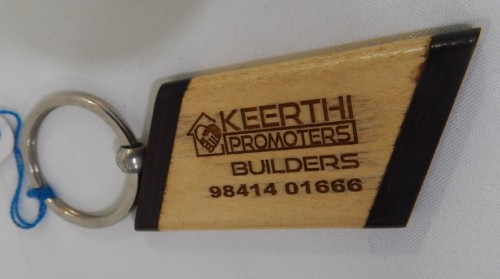 KEERTHI
PROMOTERS
BUILDERS
98414 01666